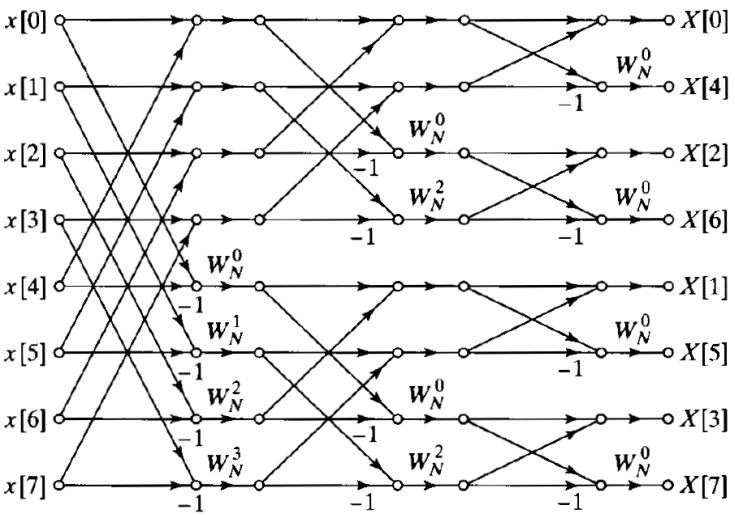 x[0] X[0]
W_N^0
x[1] -1 X[4]
W_N^0
x[2] -1 X[2]
W_N^2 W_N^0
x[3] -1 -1 X[6]
W_N^0
x[4] -1 X[1]
W_N^1 W_N^0
x[5] -1 -1 X[5]
W_N^2 W_N^0
x[6] -1 -1 X[3]
W_N^3 W_N^2 W_N^0
x[7] -1 -1 -1 X[7]